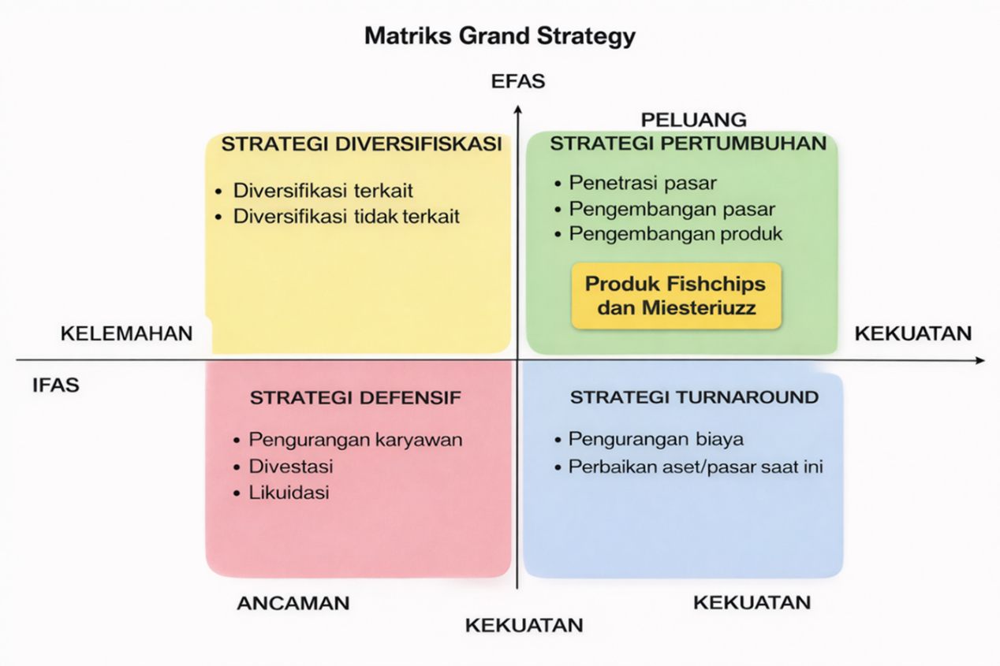 Matriks Grand Strategy
EFAS
PELUANG
STRATEGI DIVERSIFISKASI
• Diversifikasi terkait
• Diversifikasi tidak terkait
STRATEGI PERTUMBUHAN
• Penetrasi pasar
• Pengembangan pasar
• Pengembangan produk
Produk Fishchips
dan Miesteriuzz
KELEMAHAN
KEKUATAN
IFAS
STRATEGI DEFENSIF
• Pengurangan karyawan
• Divestasi
• Likuidasi
STRATEGI TURNAROUND
• Pengurangan biaya
• Perbaikan aset/pasar saat ini
ANCAMAN
KEKUATAN
KEKUATAN